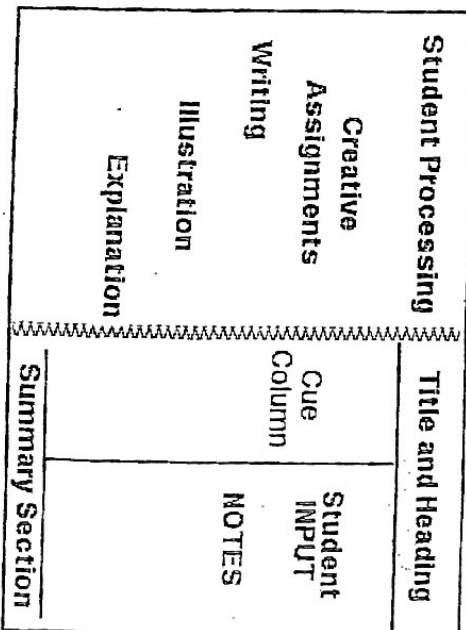 Student Processing
Creative
Assignments
Writing
Illustration
Explanation
Title and Heading
Cue
Column
Student
INPUT
NOTES
Summary Section